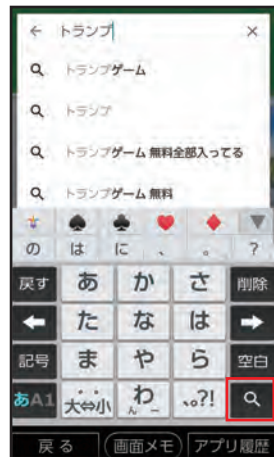 ← トランプ ×
トランプゲーム
トランプ
トランプゲーム 無料全部入ってる
トランプゲーム 無料
♠ ♣ ♥ ♦ ▼
の は に 、 。 ?
戻す あ か さ 削除
← た な は →
記号 ま や ら 空白
あA1 大⇔小 わ ん ー 、。?!
戻る 画面メモ アプリ履歴